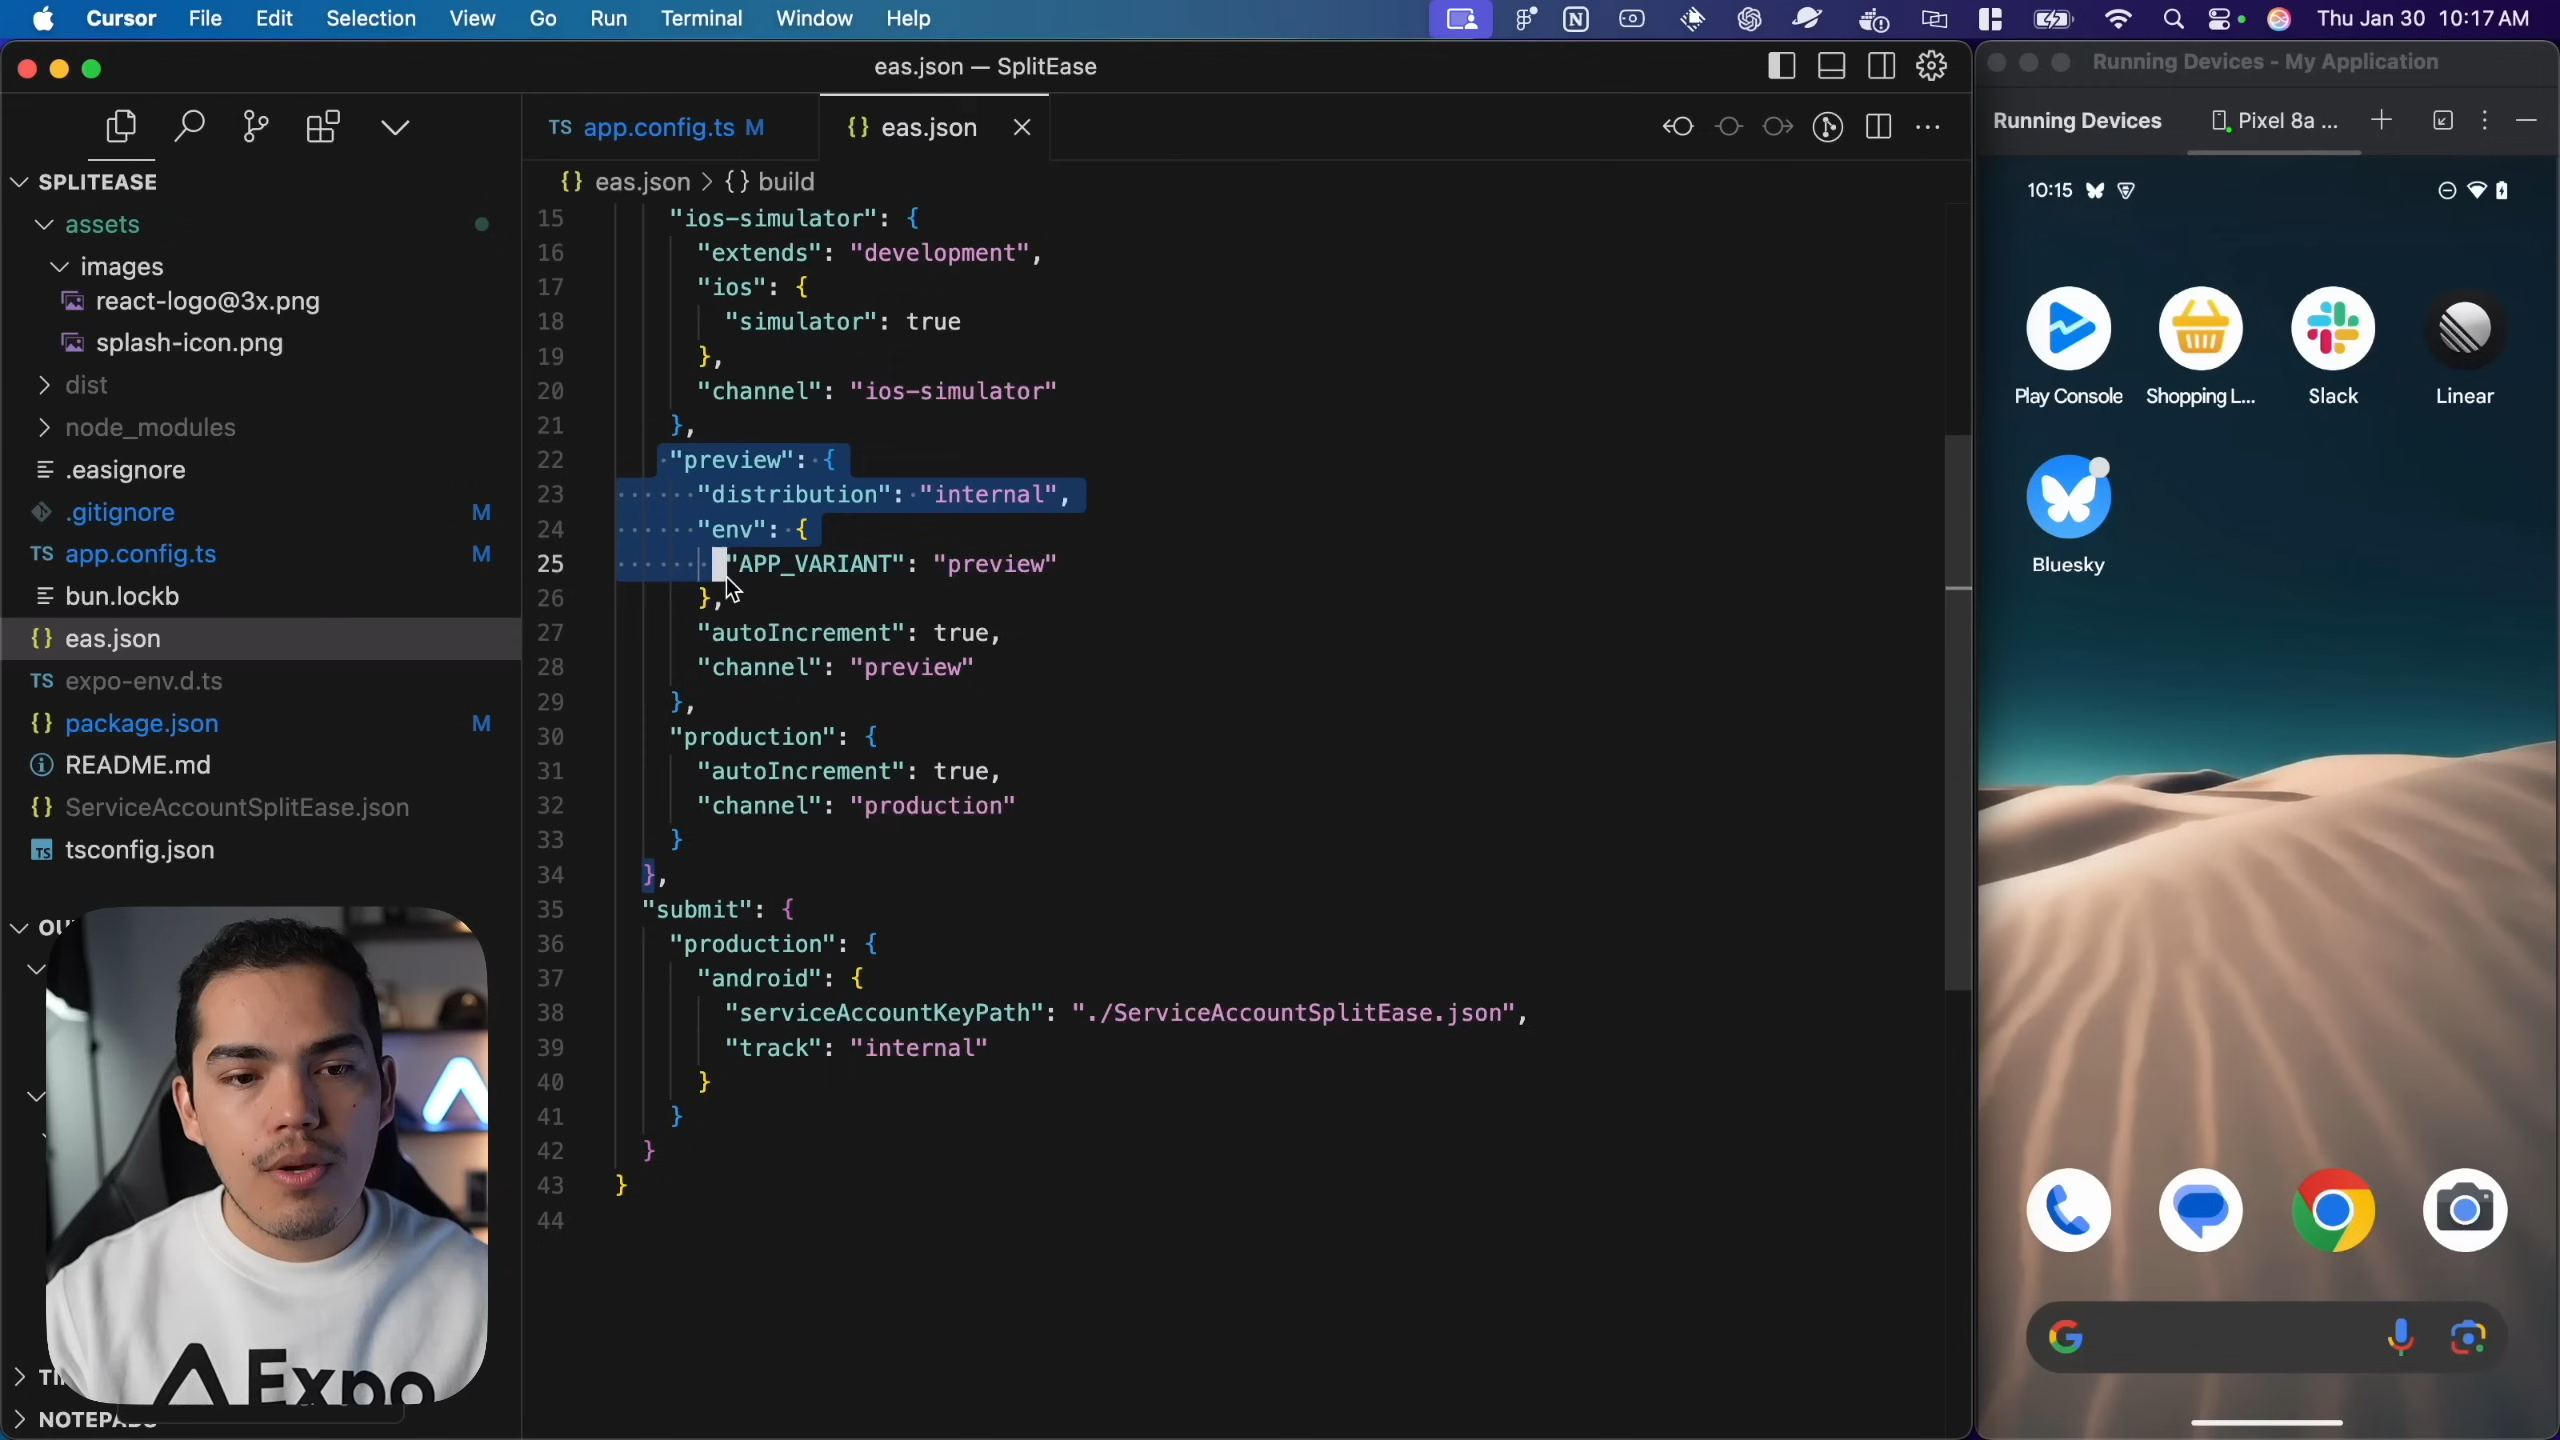 Cursor File Edit Selection View Go Run Terminal Window Help
Thu Jan 30 10:17 AM
eas.json — SplitEase
SPLITEASE
assets
images
react-logo@3x.png
splash-icon.png
dist
node_modules
.easignore
.gitignore M
TS app.config.ts M
bun.lockb
{} eas.json
TS expo-env.d.ts
{} package.json M
README.md
{} ServiceAccountSplitEase.json
TS tsconfig.json
NOTEPADS
TS app.config.ts M
{} eas.json
{} eas.json > {} build
15 "ios-simulator": {
16 "extends": "development",
17 "ios": {
18 "simulator": true
19 },
20 "channel": "ios-simulator"
21 },
22 "preview": {
23 "distribution": "internal",
24 "env": {
25 "APP_VARIANT": "preview"
26 },
27 "autoIncrement": true,
28 "channel": "preview"
29 },
30 "production": {
31 "autoIncrement": true,
32 "channel": "production"
33 }
34 },
35 "submit": {
36 "production": {
37 "android": {
38 "serviceAccountKeyPath": "./ServiceAccountSplitEase.json",
39 "track": "internal"
40 }
41 }
42 }
43 }
44
Expo
Running Devices - My Application
Running Devices Pixel 8a ...
10:15
Play Console Shopping L... Slack Linear
Bluesky